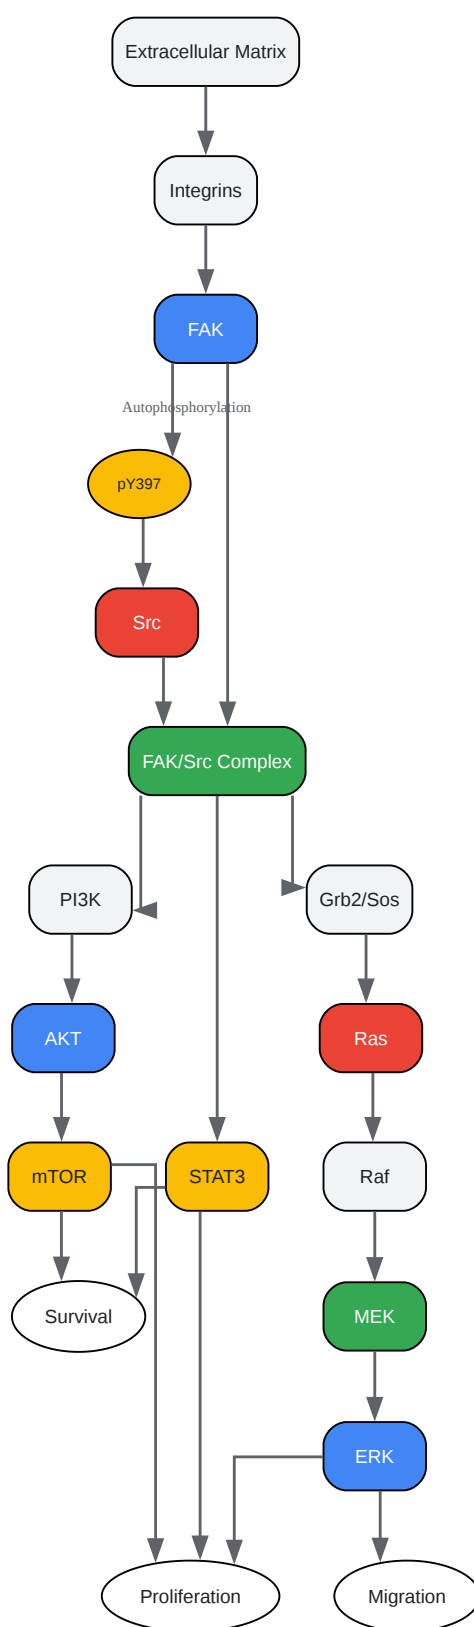 Extracellular Matrix
Integrins
FAK
Autophosphorylation
pY397
Src
FAK/Src Complex
PI3K
Grb2/Sos
AKT
Ras
mTOR
STAT3
Raf
Survival
MEK
ERK
Proliferation
Migration